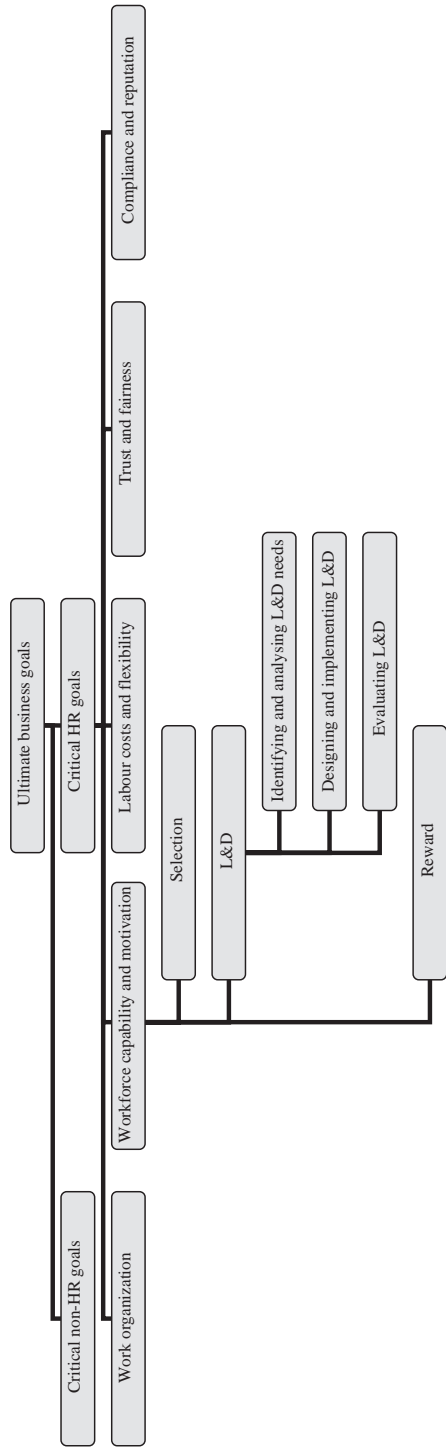 Ultimate business goals
Critical non-HR goals
Critical HR goals
Work organization
Workforce capability and motivation
Labour costs and flexibility
Trust and fairness
Compliance and reputation
Selection
L&D
Identifying and analysing L&D needs
Designing and implementing L&D
Evaluating L&D
Reward